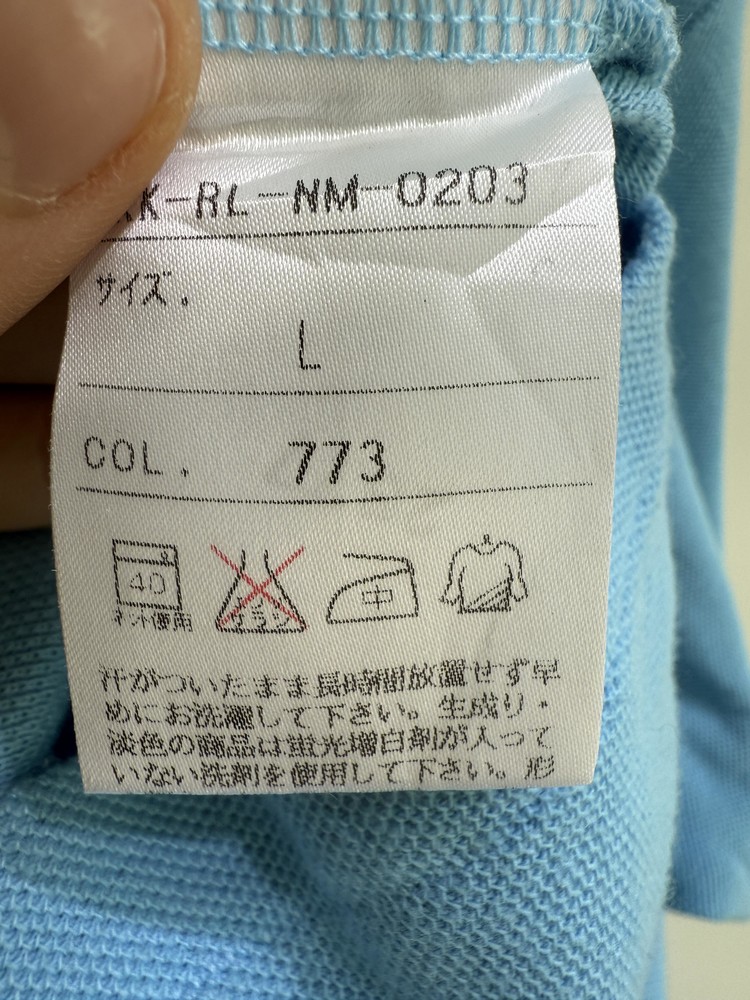 K-RL-NM-0203
サイズ.
L
COL. 773
40
ネット使用
エンソ
中
汗がついたまま長時間放置せず早
めにお洗濯して下さい。生成り・
淡色の商品は蛍光増白剤が入って
いない洗剤を使用して下さい。形